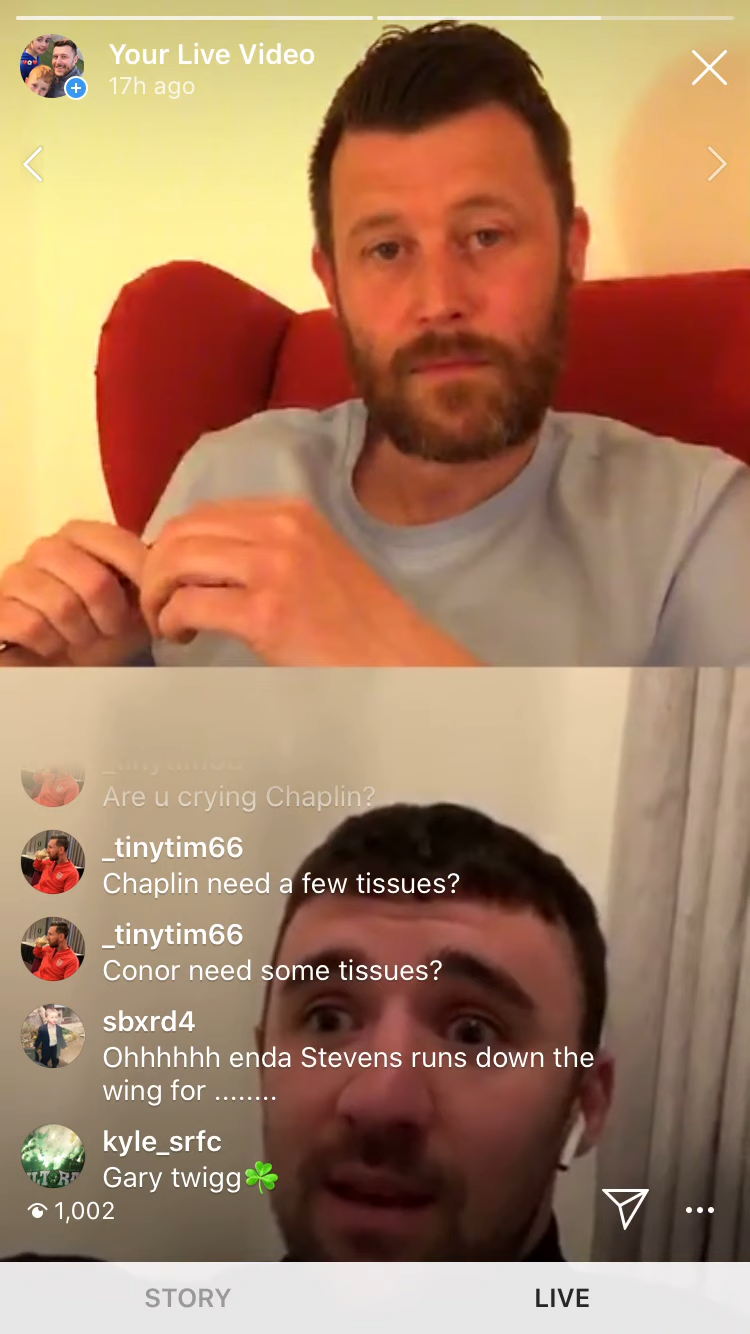 Your Live Video
17h ago
Are u crying Chaplin?
_tinytim66
Chaplin need a few tissues?
_tinytim66
Conor need some tissues?
sbxrd4
Ohhhhhh enda Stevens runs down the
wing for ........
kyle_srfc
Gary twigg☘️
1,002
STORY
LIVE